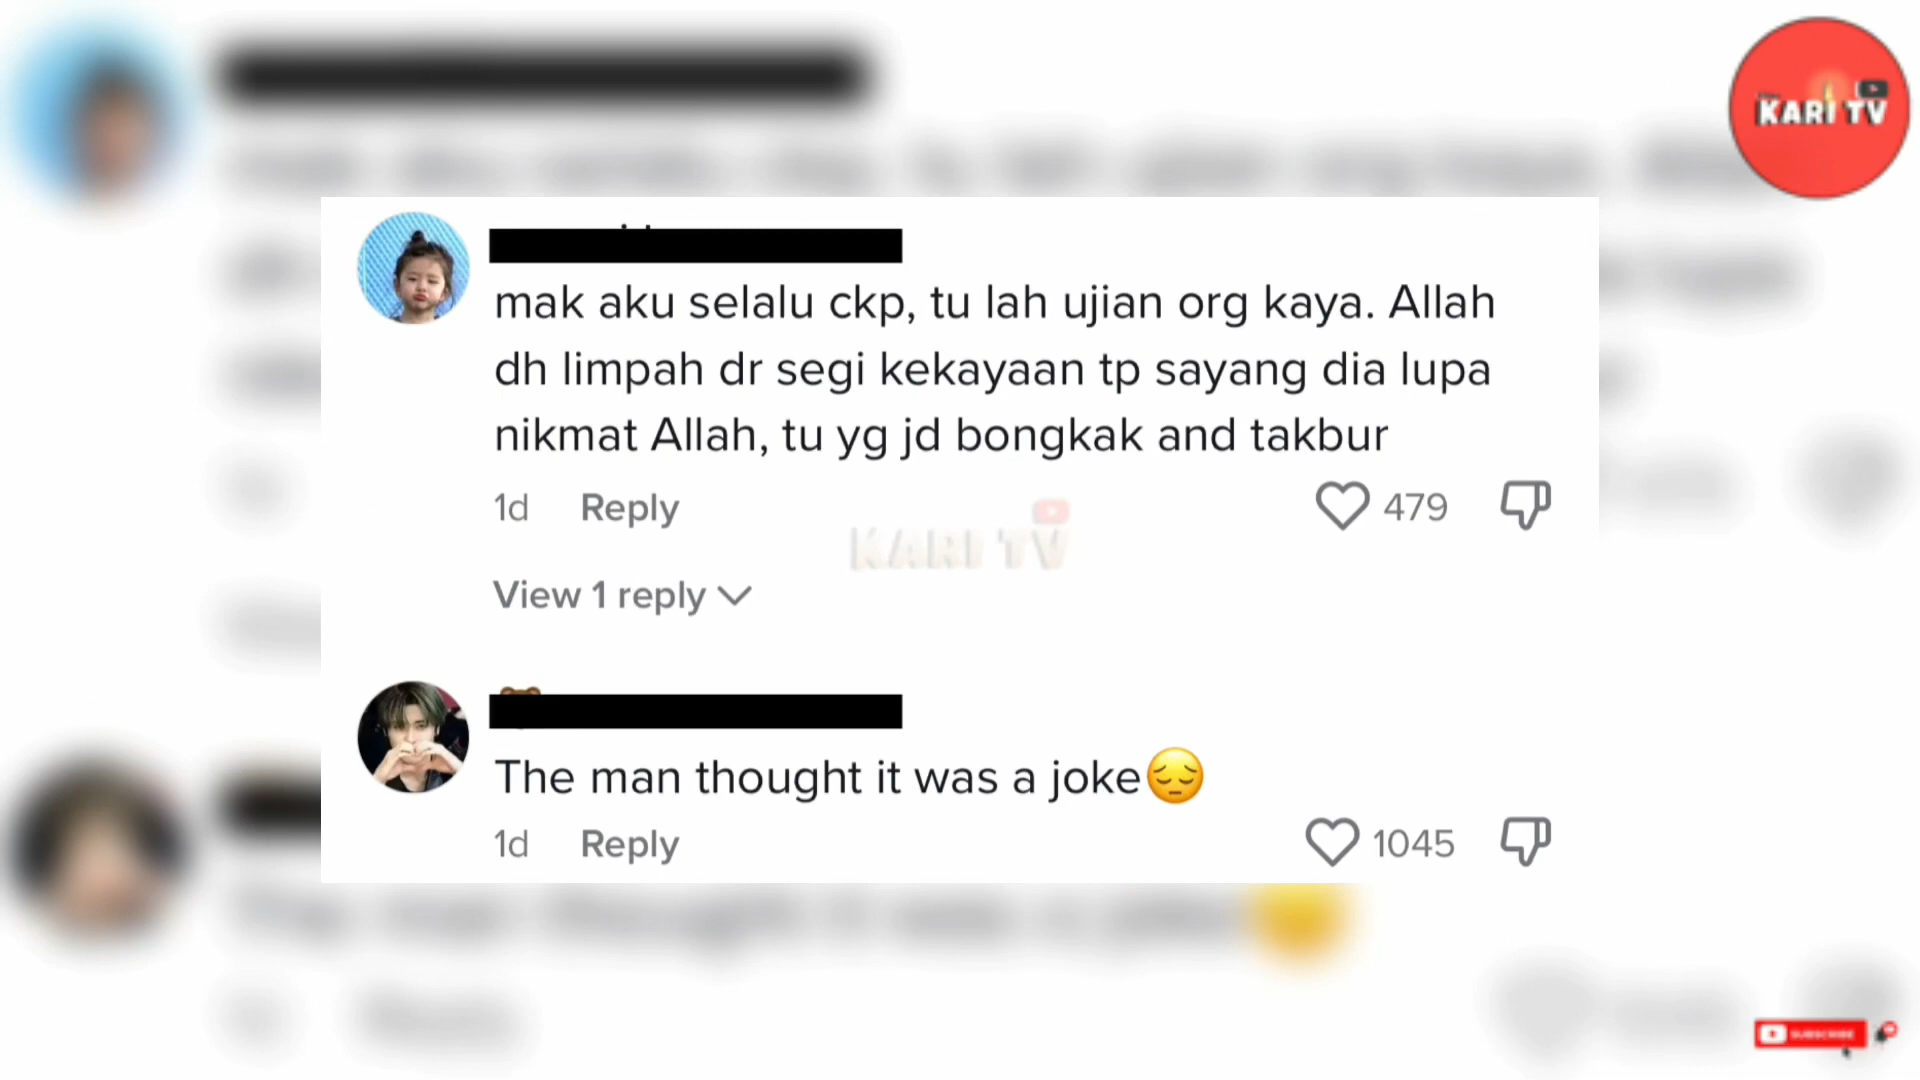 KARI TV
mak aku selalu ckp, tu lah ujian org kaya. Allah
dh limpah dr segi kekayaan tp sayang dia lupa
nikmat Allah, tu yg jd bongkak and takbur
1d Reply 479
KARI TV
View 1 reply
The man thought it was a joke😔
1d Reply 1045
SUBSCRIBE